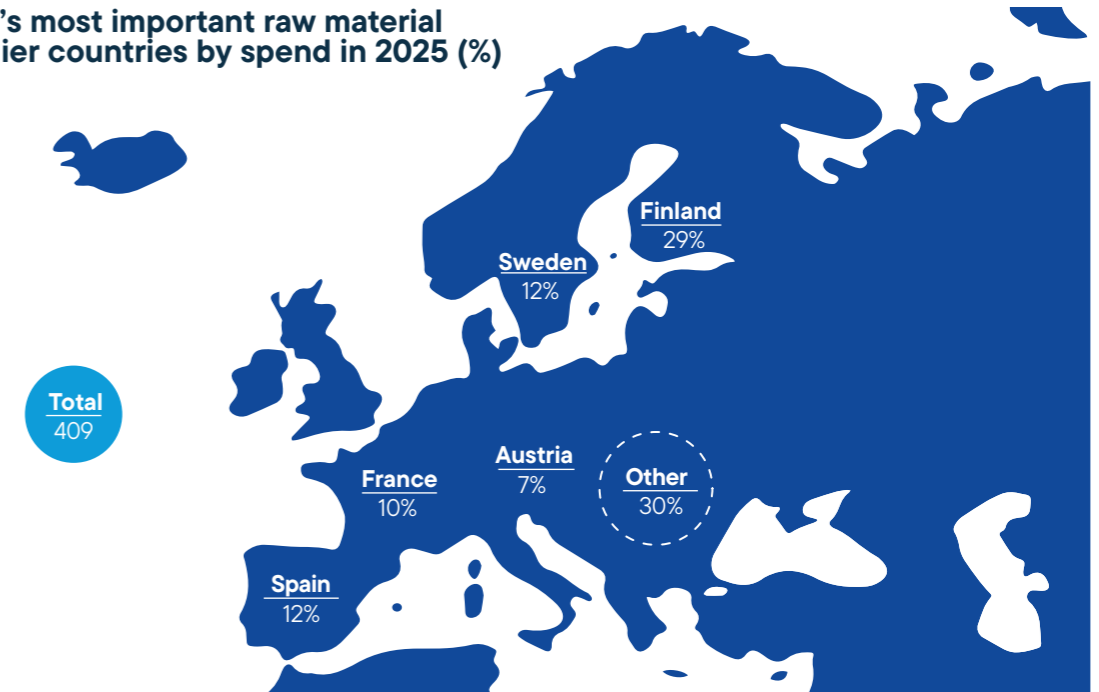 's most important raw material
ier countries by spend in 2025 (%)
Finland
29%
Sweden
12%
Total
409
Austria
7%
Other
30%
France
10%
Spain
12%